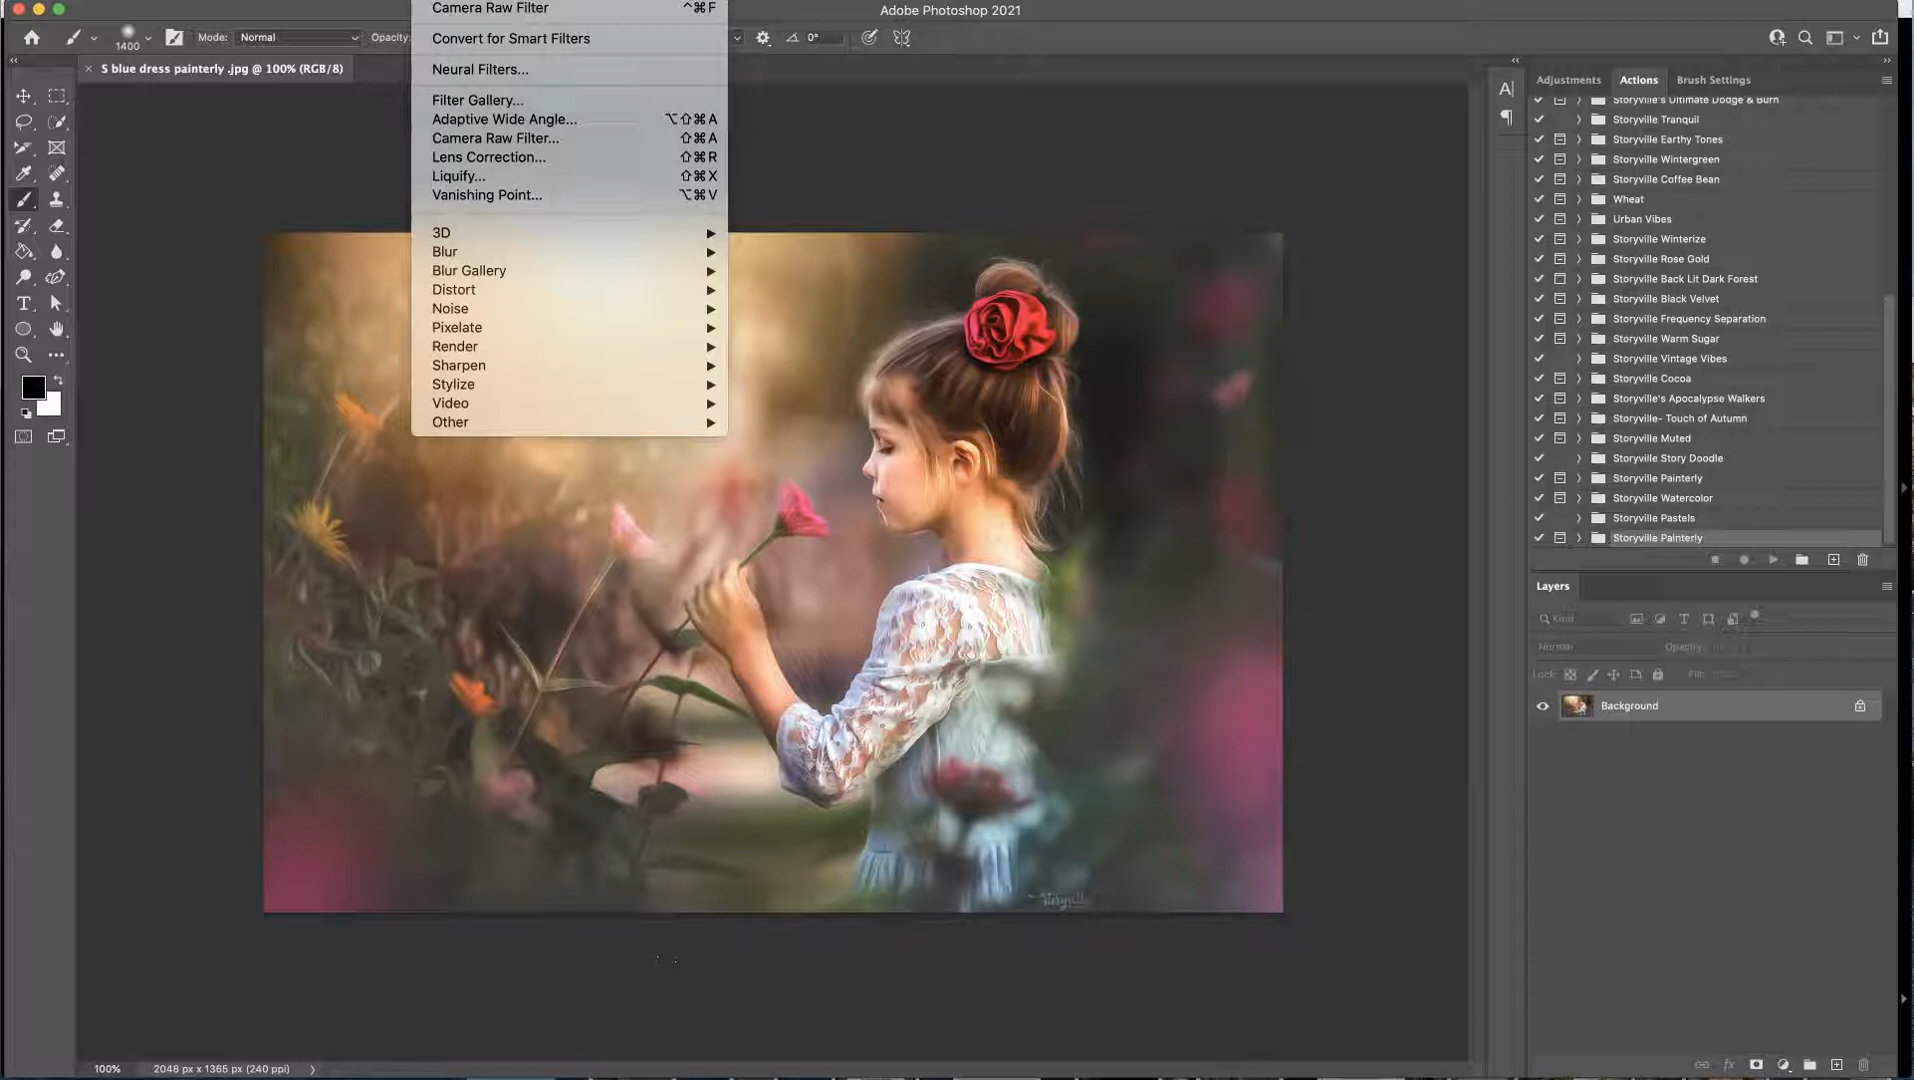 Camera Raw Filter ^⌘F
Adobe Photoshop 2021
1400 Mode: Normal Opacity: 0°
Convert for Smart Filters
S blue dress painterly .jpg @ 100% (RGB/8)
Neural Filters...
Filter Gallery...
Adaptive Wide Angle... ⌥⇧⌘A
Camera Raw Filter... ⇧⌘A
Lens Correction... ⇧⌘R
Liquify... ⇧⌘X
Vanishing Point... ⌥⌘V
3D
Blur
Blur Gallery
Distort
Noise
Pixelate
Render
Sharpen
Stylize
Video
Other
Adjustments Actions Brush Settings
Storyville's Ultimate Dodge & Burn
Storyville Tranquil
Storyville Earthy Tones
Storyville Wintergreen
Storyville Coffee Bean
Wheat
Urban Vibes
Storyville Winterize
Storyville Rose Gold
Storyville Back Lit Dark Forest
Storyville Black Velvet
Storyville Frequency Separation
Storyville Warm Sugar
Storyville Vintage Vibes
Storyville Cocoa
Storyville's Apocalypse Walkers
Storyville- Touch of Autumn
Storyville Muted
Storyville Story Doodle
Storyville Painterly
Storyville Watercolor
Storyville Pastels
Storyville Painterly
Layers
Kind
Normal Opacity:
Lock: Fill:
Background
Storyville
100% 2048 px x 1365 px (240 ppi)